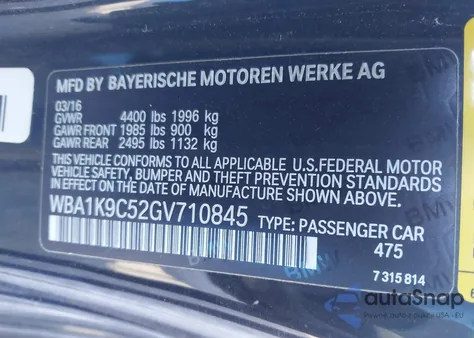 MFD BY BAYERISCHE MOTOREN WERKE AG
03/16
GVWR 4400 lbs 1996 kg
GAWR FRONT 1985 lbs 900 kg
GAWR REAR 2495 lbs 1132 kg
THIS VEHICLE CONFORMS TO ALL APPLICABLE U.S.FEDERAL MOTOR
VEHICLE SAFETY, BUMPER AND THEFT PREVENTION STANDARDS
IN EFFECT ON THE DATE OF MANUFACTURE SHOWN ABOVE.
WBA1K9C52GV710845 TYPE: PASSENGER CAR
475
7 315 814
autoSnap